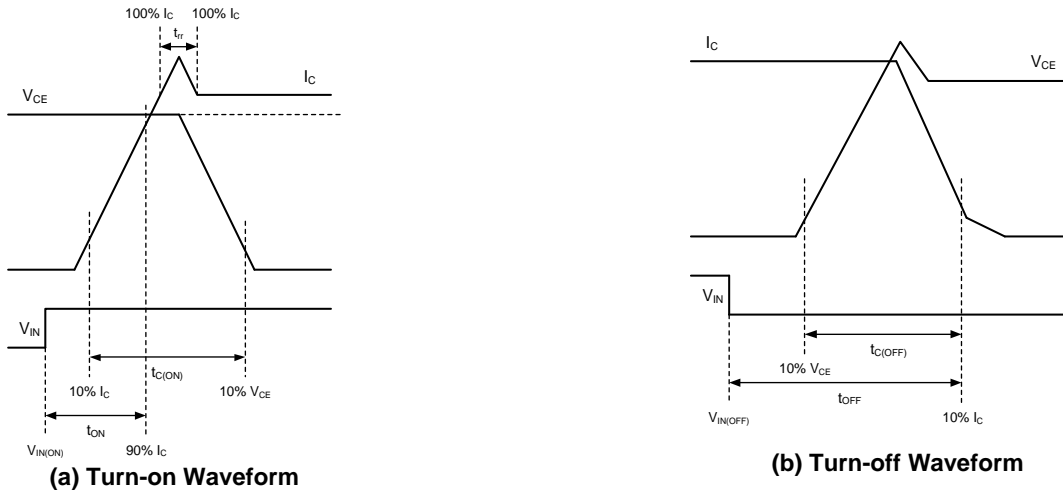 100% IC 100% IC
trr
IC
VCE
VIN
tC(ON)
10% IC 10% VCE
tON
VIN(ON) 90% IC
(a) Turn-on Waveform
IC
VCE
VIN
tC(OFF)
10% VCE
tOFF
VIN(OFF) 10% IC
(b) Turn-off Waveform